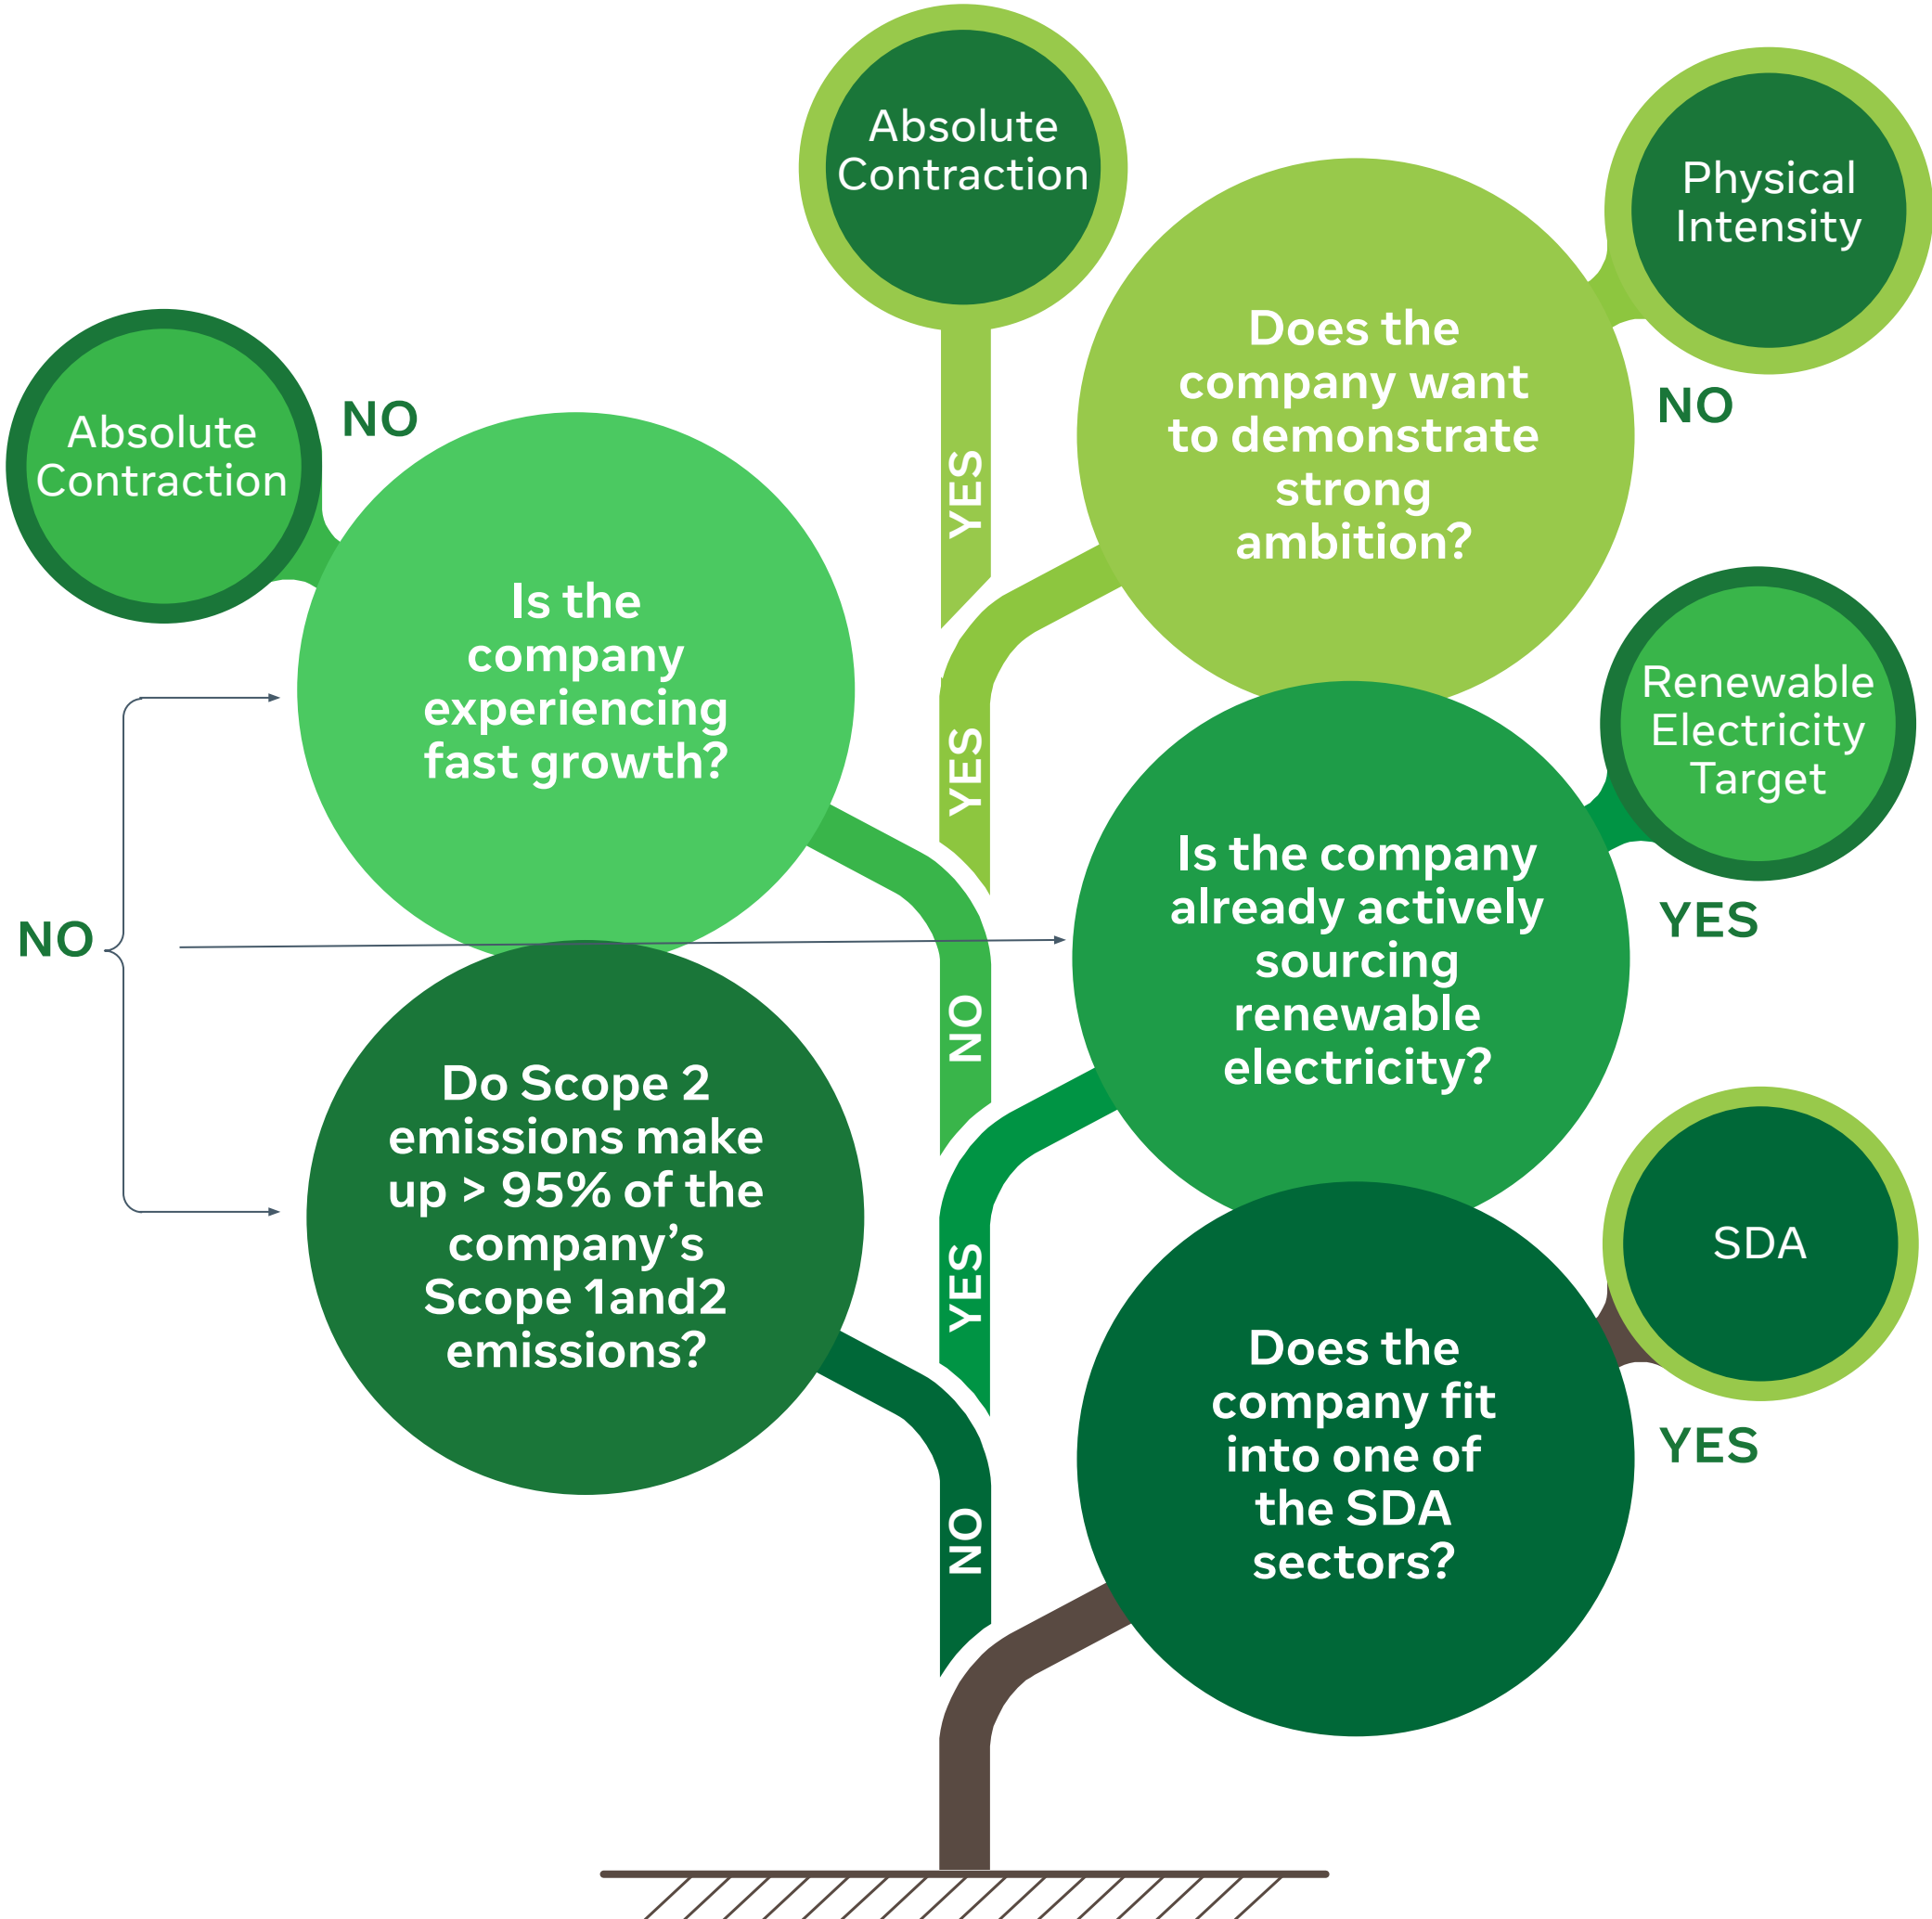 Absolute
Contraction
Physical
Intensity
Does the
company want
to demonstrate
strong
ambition?
NO
Absolute
Contraction
NO
YES
Is the
company
experiencing
fast growth?
Renewable
Electricity
Target
YES
YES
Is the company
already actively
sourcing
renewable
electricity?
NO
NO
Do Scope 2
emissions make
up > 95% of the
company’s
Scope 1and2
emissions?
YES
SDA
YES
Does the
company fit
into one of
the SDA
sectors?
NO